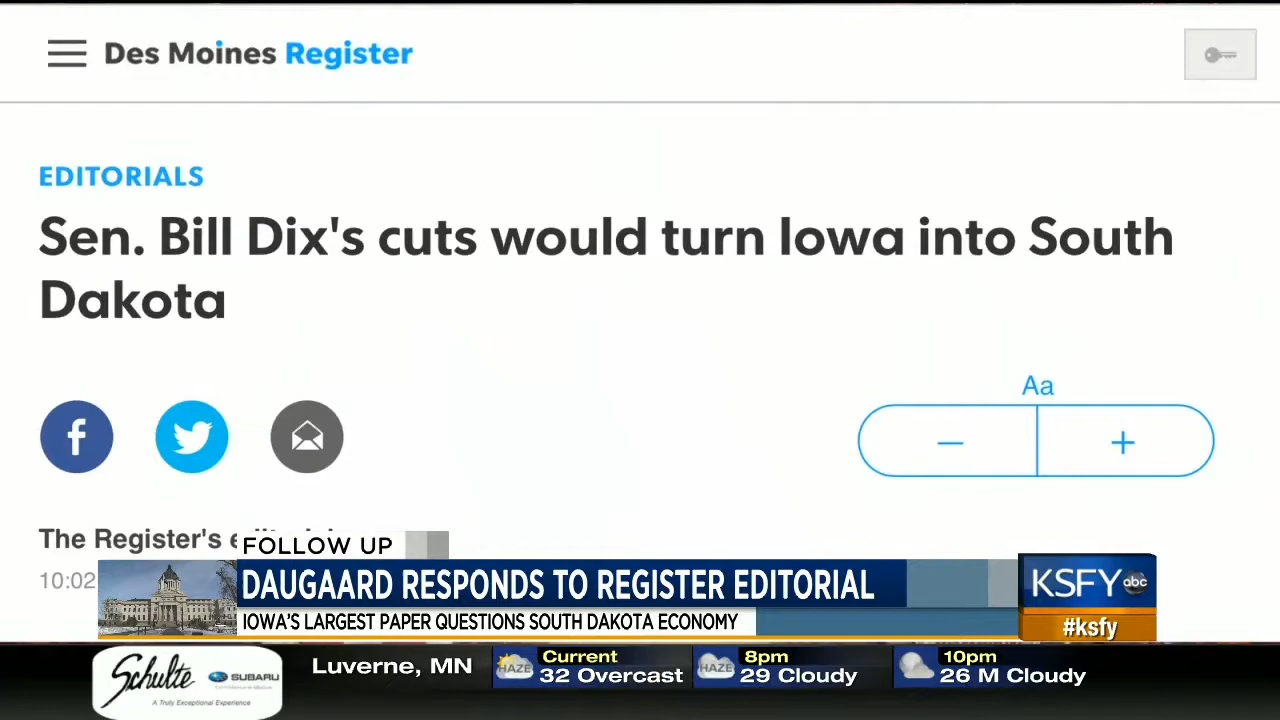 Des Moines Register
EDITORIALS
Sen. Bill Dix's cuts would turn Iowa into South
Dakota
Aa
The Register's
10:02
FOLLOW UP
DAUGAARD RESPONDS TO REGISTER EDITORIAL
IOWA'S LARGEST PAPER QUESTIONS SOUTH DAKOTA ECONOMY
KSFY abc
#ksfy
Schulte SUBARU
A Truly Exceptional Experience
Luverne, MN
HAZE
Current
32 Overcast
HAZE
8pm
29 Cloudy
10pm
26 M Cloudy